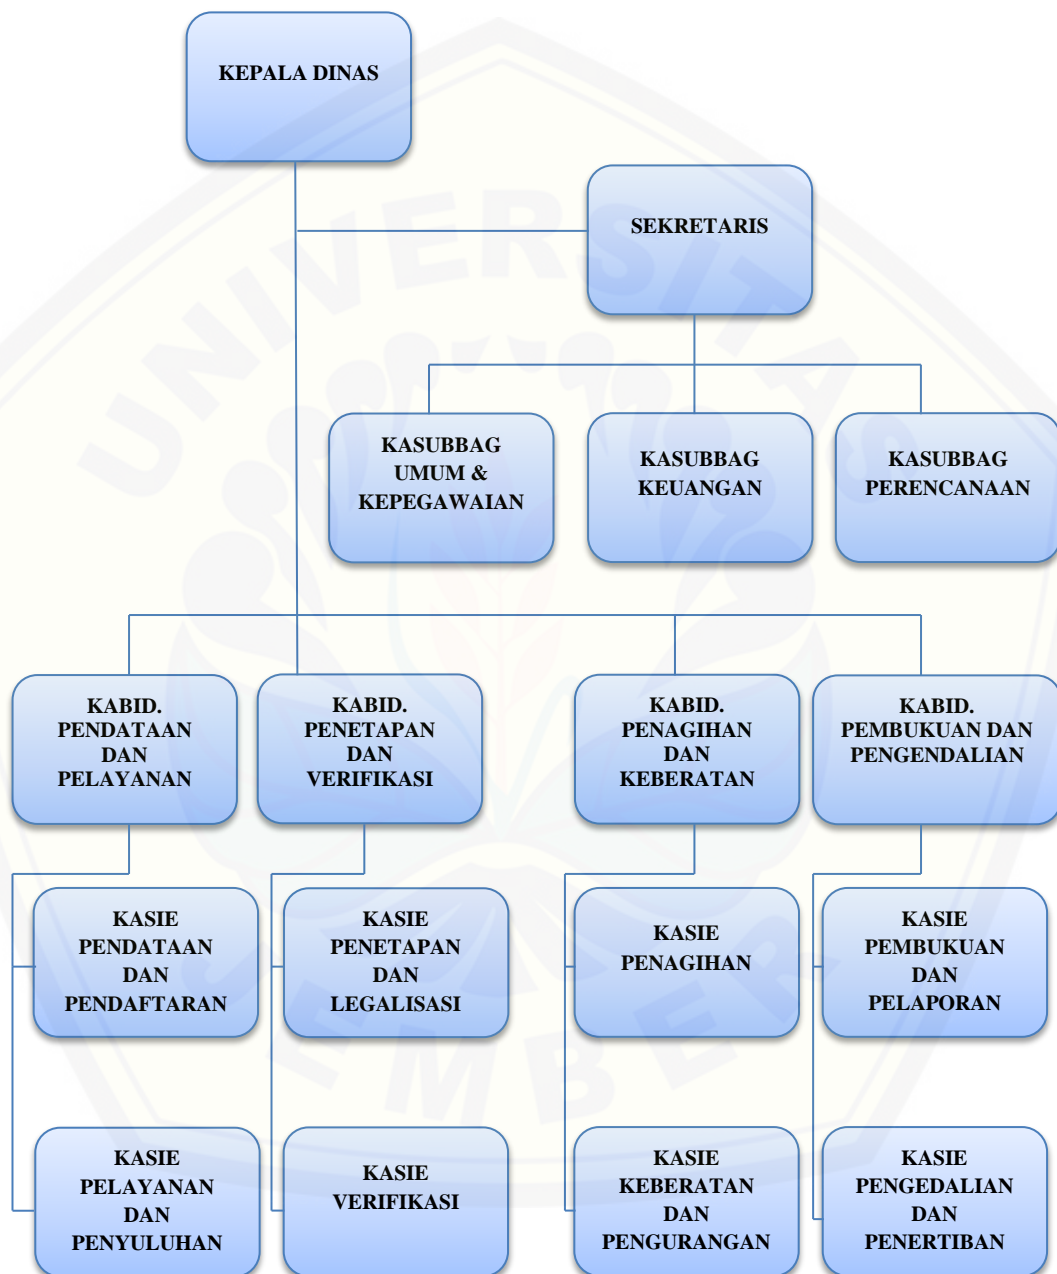 KEPALA DINAS
SEKRETARIS
KASUBBAG
UMUM &
KEPEGAWAIAN
KASUBBAG
KEUANGAN
KASUBBAG
PERENCANAAN
KABID.
PENDATAAN
DAN
PELAYANAN
KABID.
PENETAPAN
DAN
VERIFIKASI
KABID.
PENAGIHAN
DAN
KEBERATAN
KABID.
PEMBUKUAN DAN
PENGENDALIAN
KASIE
PENDATAAN
DAN
PENDAFTARAN
KASIE
PENETAPAN
DAN
LEGALISASI
KASIE
PENAGIHAN
KASIE
PEMBUKUAN
DAN
PELAPORAN
KASIE
PELAYANAN
DAN
PENYULUHAN
KASIE
VERIFIKASI
KASIE
KEBERATAN
DAN
PENGURANGAN
KASIE
PENGEDALIAN
DAN
PENERTIBAN
UNIVERSITAS
JEMBER